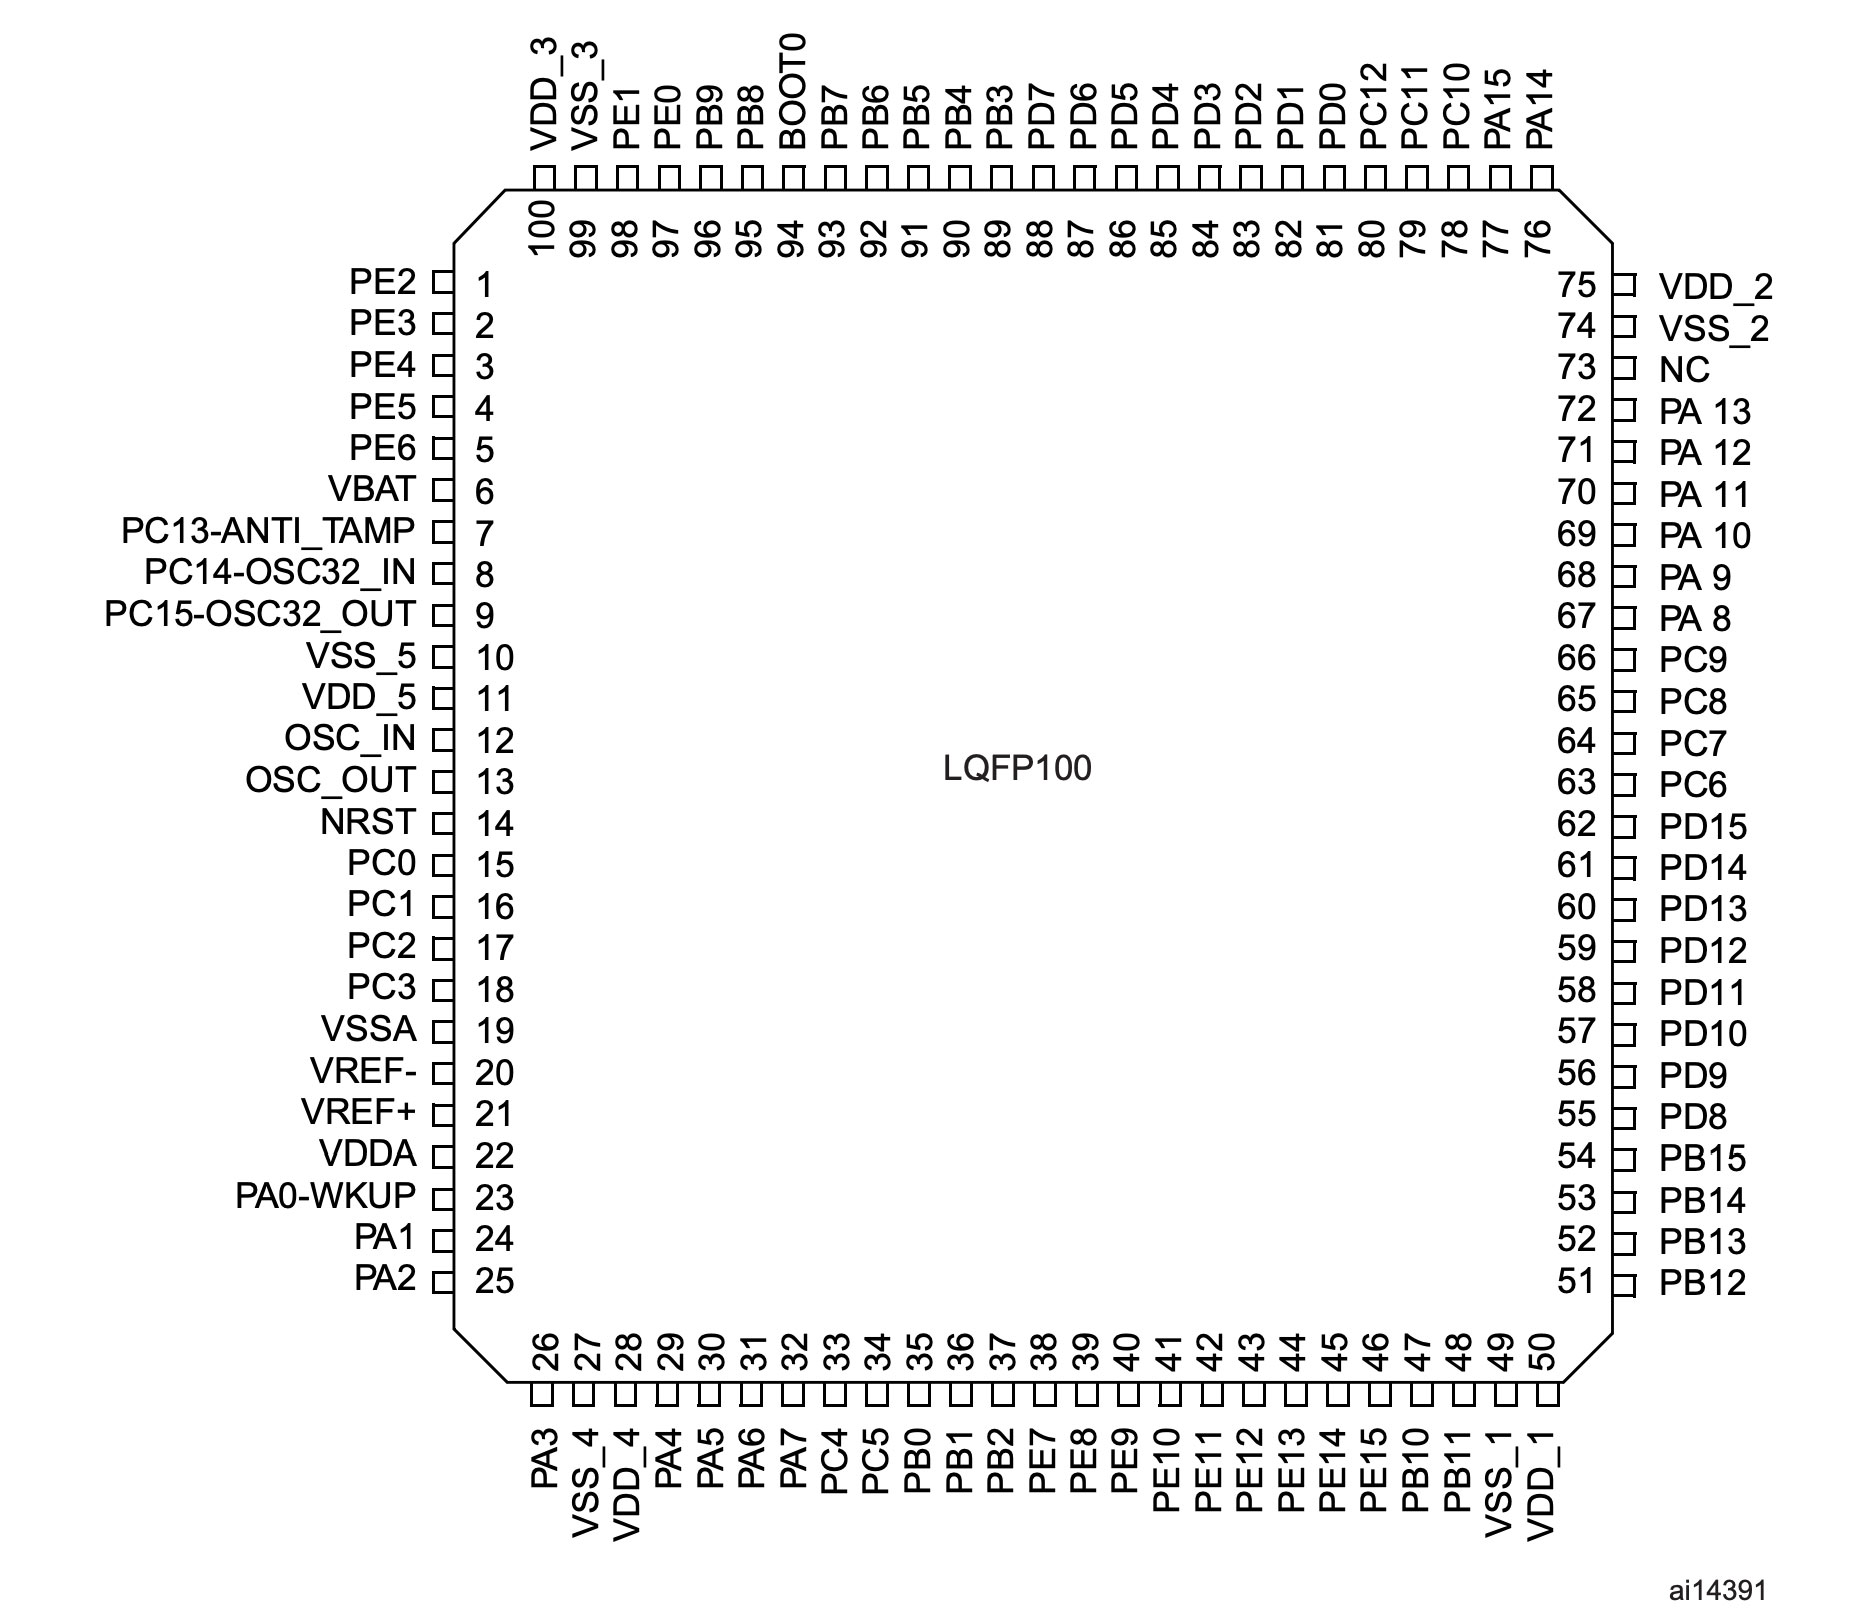 VDD_3
VSS_3
PE1
PE0
PB9
PB8
BOOT0
PB7
PB6
PB5
PB4
PB3
PD7
PD6
PD5
PD4
PD3
PD2
PD1
PD0
PC12
PC11
PC10
PA15
PA14
100
99
98
97
96
95
94
93
92
91
90
89
88
87
86
85
84
83
82
81
80
79
78
77
76
PE2 1
PE3 2
PE4 3
PE5 4
PE6 5
VBAT 6
PC13-ANTI_TAMP 7
PC14-OSC32_IN 8
PC15-OSC32_OUT 9
VSS_5 10
VDD_5 11
OSC_IN 12
OSC_OUT 13
NRST 14
PC0 15
PC1 16
PC2 17
PC3 18
VSSA 19
VREF- 20
VREF+ 21
VDDA 22
PA0-WKUP 23
PA1 24
PA2 25
LQFP100
75 VDD_2
74 VSS_2
73 NC
72 PA 13
71 PA 12
70 PA 11
69 PA 10
68 PA 9
67 PA 8
66 PC9
65 PC8
64 PC7
63 PC6
62 PD15
61 PD14
60 PD13
59 PD12
58 PD11
57 PD10
56 PD9
55 PD8
54 PB15
53 PB14
52 PB13
51 PB12
26
27
28
29
30
31
32
33
34
35
36
37
38
39
40
41
42
43
44
45
46
47
48
49
50
PA3
VSS_4
VDD_4
PA4
PA5
PA6
PA7
PC4
PC5
PB0
PB1
PB2
PE7
PE8
PE9
PE10
PE11
PE12
PE13
PE14
PE15
PB10
PB11
VSS_1
VDD_1
ai14391